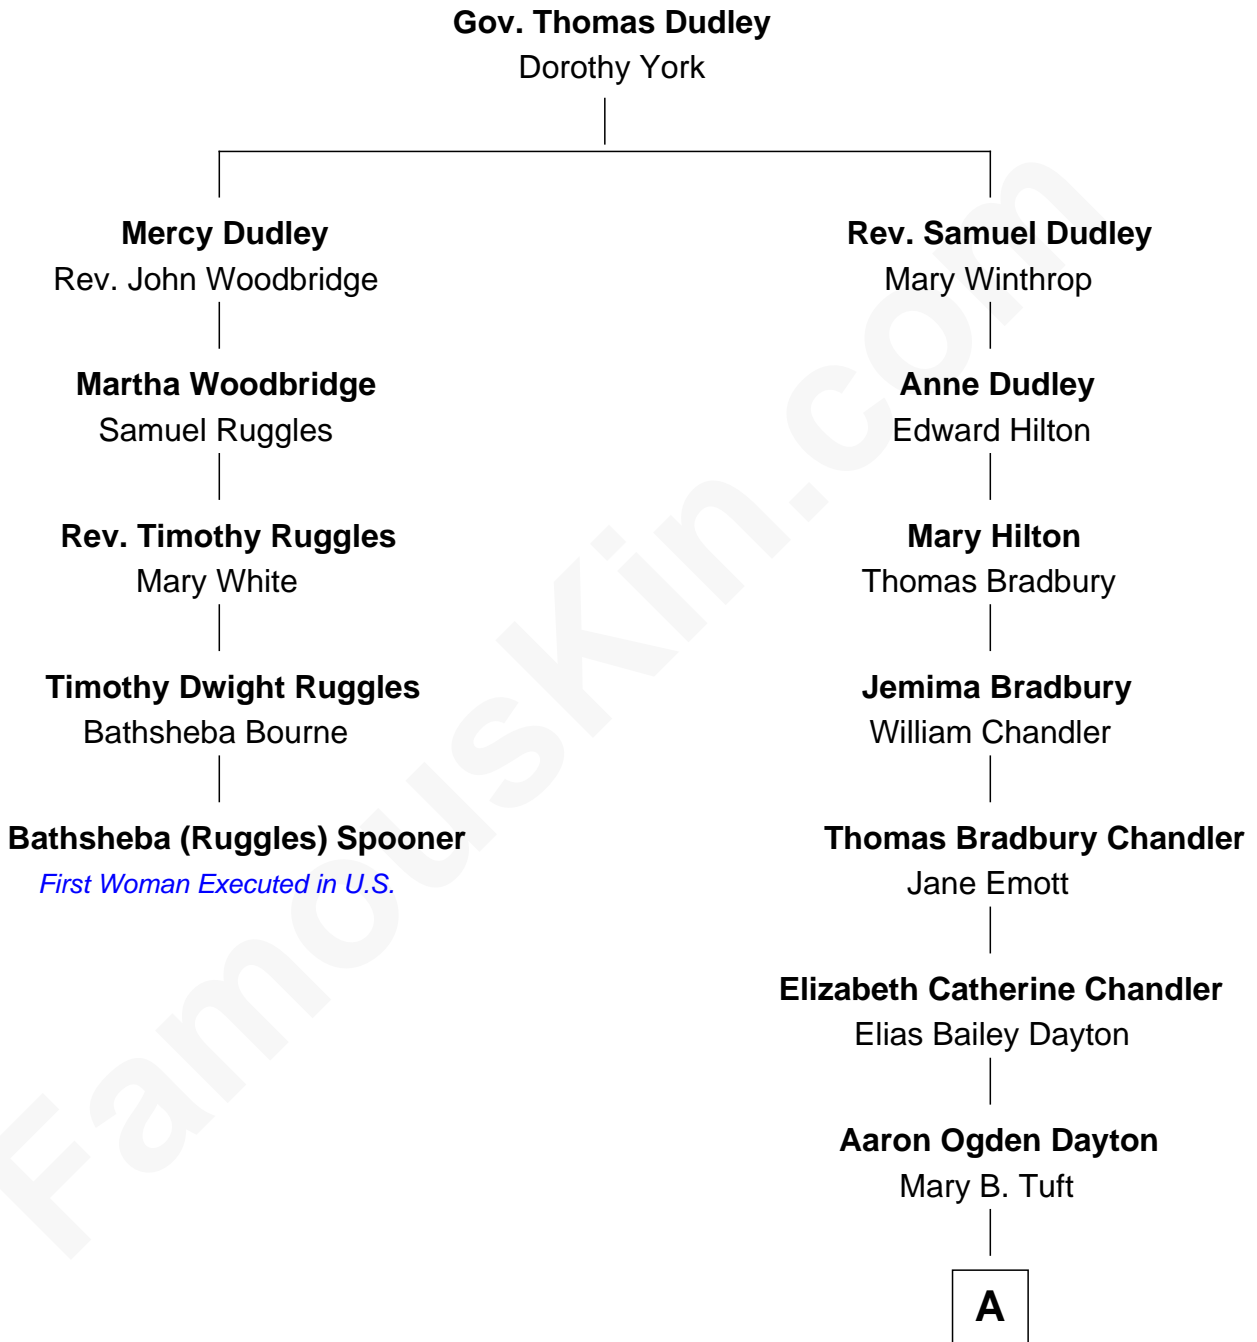 Gov. Thomas Dudley
Dorothy York
Mercy Dudley
Rev. John Woodbridge
Martha Woodbridge
Samuel Ruggles
Rev. Timothy Ruggles
Mary White
Timothy Dwight Ruggles
Bathsheba Bourne
Bathsheba (Ruggles) Spooner
First Woman Executed in U.S.
Rev. Samuel Dudley
Mary Winthrop
Anne Dudley
Edward Hilton
Mary Hilton
Thomas Bradbury
Jemima Bradbury
William Chandler
Thomas Bradbury Chandler
Jane Emott
Elizabeth Catherine Chandler
Elias Bailey Dayton
Aaron Ogden Dayton
Mary B. Tuft
A
FamousKin.com